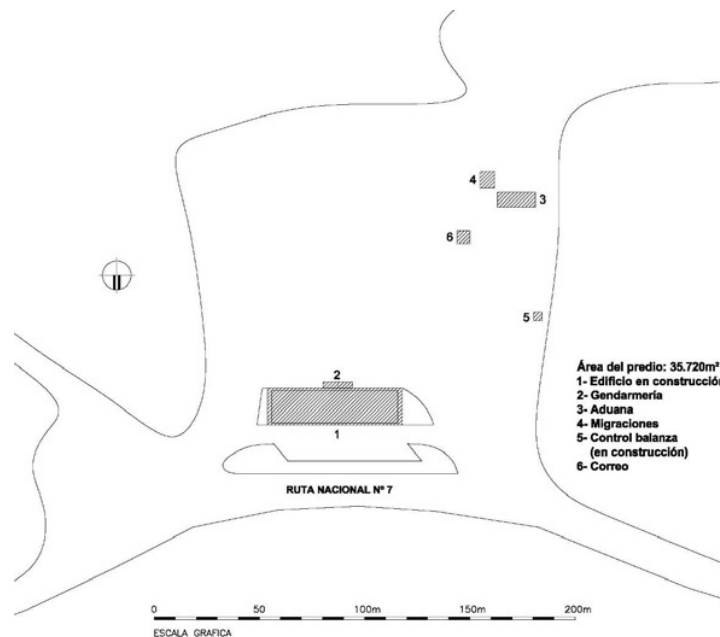 4
3
6
5
2
1
Área del predio: 35.720m²
1- Edificio en construcción
2- Gendarmería
3- Aduana
4- Migraciones
5- Control balanza
(en construcción)
6- Correo
RUTA NACIONAL Nº 7
0 50 100m 150m 200m
ESCALA GRAFICA